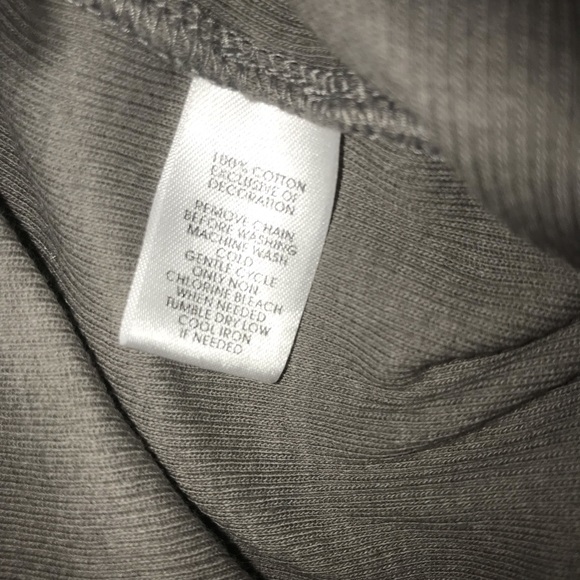 100% COTTON
EXCLUSIVE OF
DECORATION
REMOVE CHAIN
BEFORE WASHING
MACHINE WASH
COLD
GENTLE CYCLE
ONLY NON
CHLORINE BLEACH
WHEN NEEDED
TUMBLE DRY LOW
COOL IRON
IF NEEDED